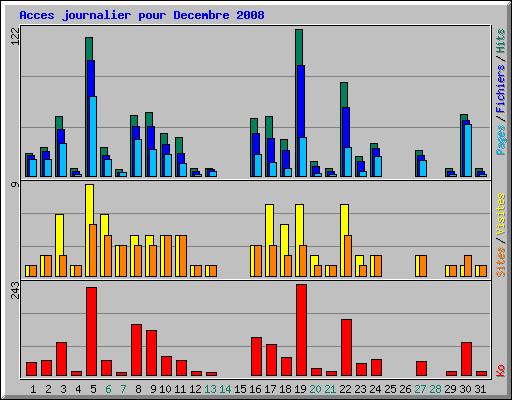 Acces journalier pour Decembre 2008
122
Pages / Fichiers / Hits
9
Sites / Visites
243
Ko
1 2 3 4 5 6 7 8 9 10 11 12 13 14 15 16 17 18 19 20 21 22 23 24 25 26 27 28 29 30 31